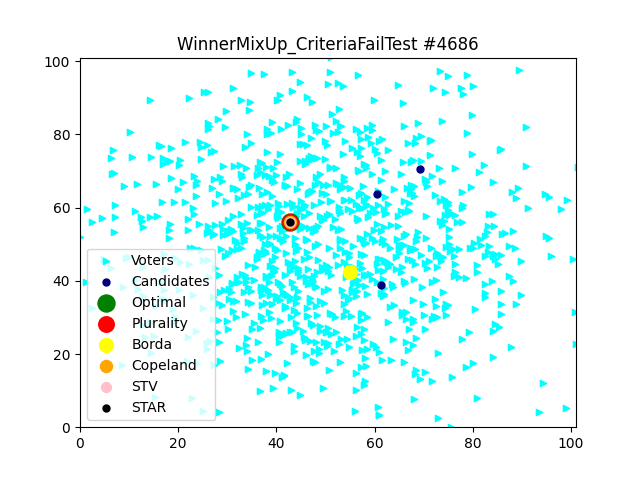 WinnerMixUp_CriteriaFailTest #4686
100
80
60
40
20
0
Voters
Candidates
Optimal
Plurality
Borda
Copeland
STV
STAR
0 20 40 60 80 100